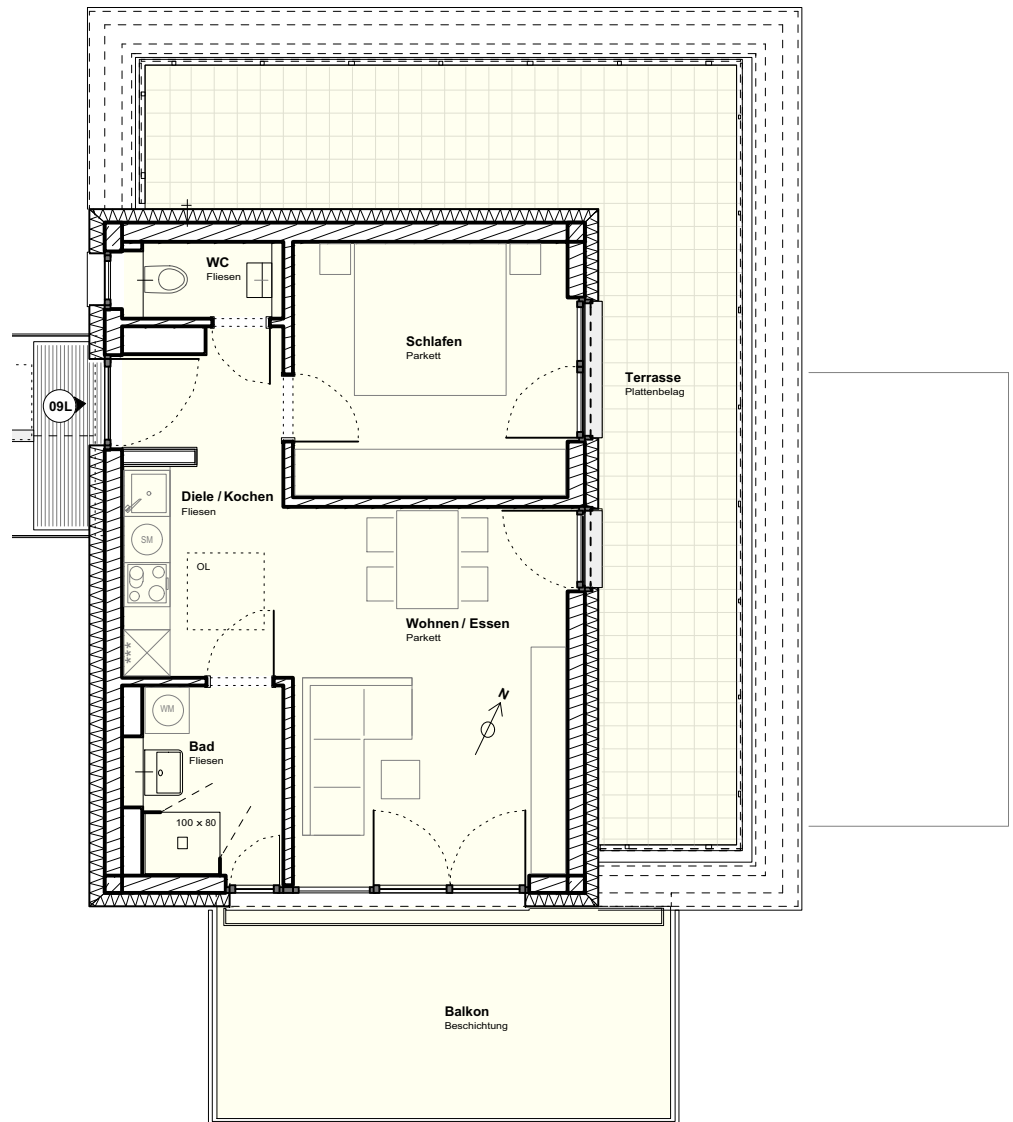 WC
Fliesen
Schlafen
Parkett
Terrasse
Plattenbelag
09L
Diele / Kochen
Fliesen
SM
OL
Wohnen / Essen
Parkett
***
N
WM
Bad
Fliesen
100 x 80
Balkon
Beschichtung